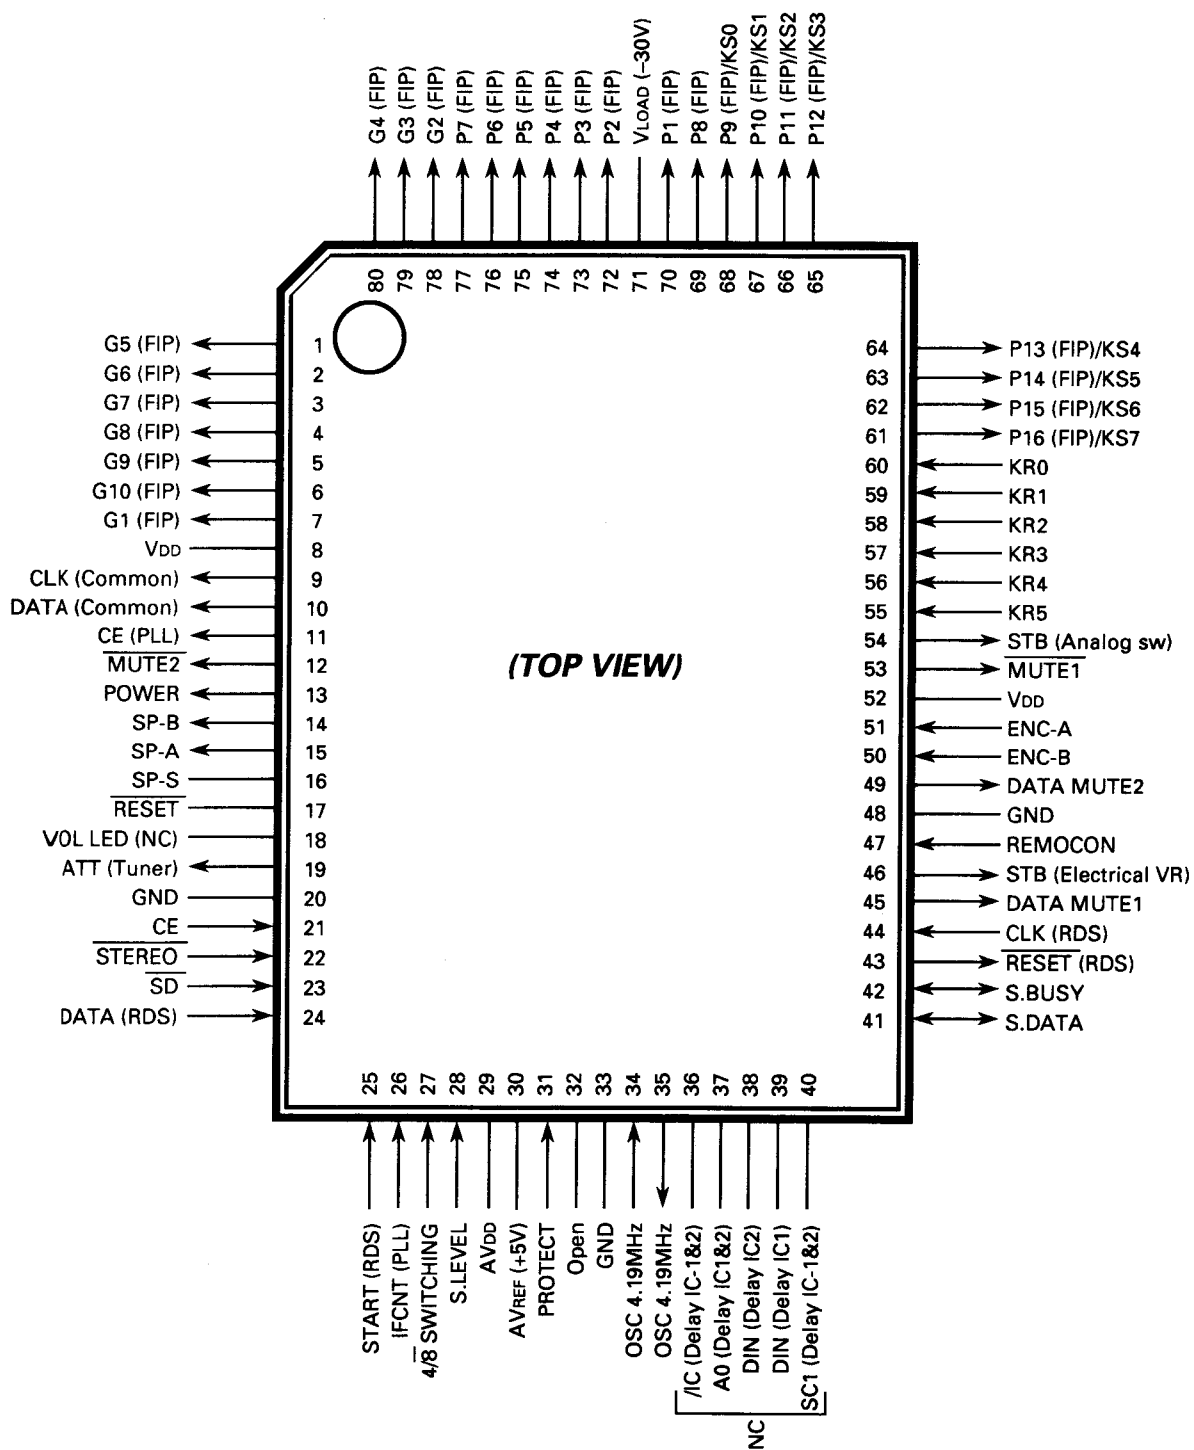 G4 (FIP)
G3 (FIP)
G2 (FIP)
P7 (FIP)
P6 (FIP)
P5 (FIP)
P4 (FIP)
P3 (FIP)
P2 (FIP)
VLOAD (–30V)
P1 (FIP)
P8 (FIP)
P9 (FIP)/KS0
P10 (FIP)/KS1
P11 (FIP)/KS2
P12 (FIP)/KS3
80 79 78 77 76 75 74 73 72 71 70 69 68 67 66 65
G5 (FIP) 1
G6 (FIP) 2
G7 (FIP) 3
G8 (FIP) 4
G9 (FIP) 5
G10 (FIP) 6
G1 (FIP) 7
VDD 8
CLK (Common) 9
DATA (Common) 10
CE (PLL) 11
MUTE2 12
POWER 13
SP-B 14
SP-A 15
SP-S 16
RESET 17
VOL LED (NC) 18
ATT (Tuner) 19
GND 20
CE 21
STEREO 22
SD 23
DATA (RDS) 24
(TOP VIEW)
64 P13 (FIP)/KS4
63 P14 (FIP)/KS5
62 P15 (FIP)/KS6
61 P16 (FIP)/KS7
60 KR0
59 KR1
58 KR2
57 KR3
56 KR4
55 KR5
54 STB (Analog sw)
53 MUTE1
52 VDD
51 ENC-A
50 ENC-B
49 DATA MUTE2
48 GND
47 REMOCON
46 STB (Electrical VR)
45 DATA MUTE1
44 CLK (RDS)
43 RESET (RDS)
42 S.BUSY
41 S.DATA
25 26 27 28 29 30 31 32 33 34 35 36 37 38 39 40
START (RDS)
IFCNT (PLL)
4/8 SWITCHING
S.LEVEL
AVDD
AVREF (+5V)
PROTECT
Open
GND
OSC 4.19MHz
OSC 4.19MHz
/IC (Delay IC-1&2)
A0 (Delay IC1&2)
DIN (Delay IC2)
DIN (Delay IC1)
SC1 (Delay IC-1&2)
NC